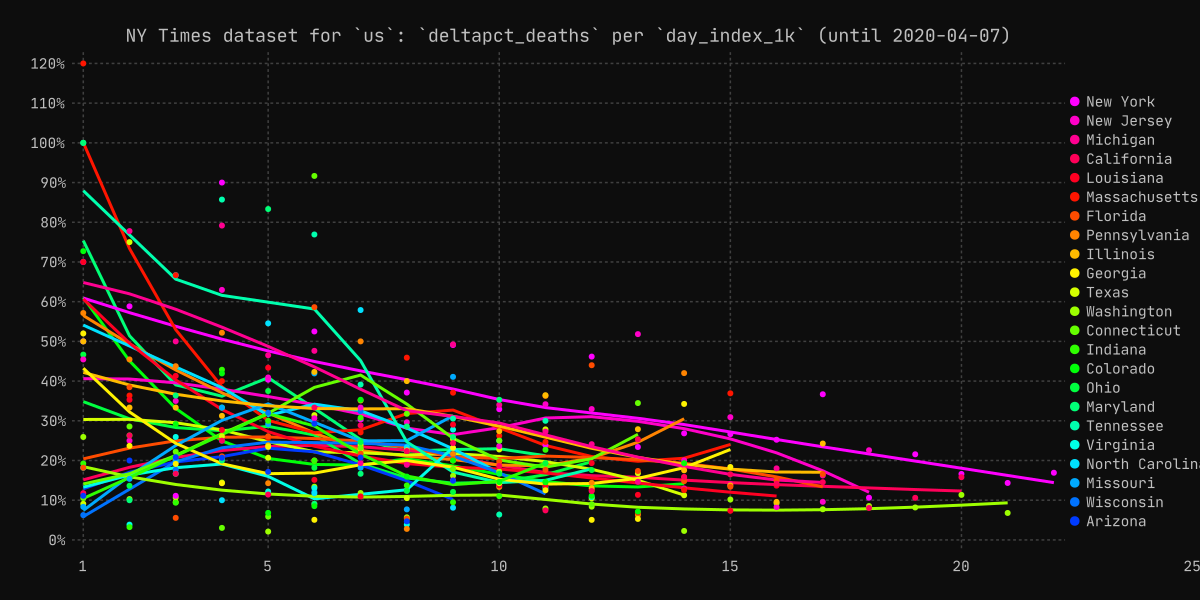 NY Times dataset for `us`: `deltapct_deaths` per `day_index_1k` (until 2020-04-07)
120%
110%
100%
90%
80%
70%
60%
50%
40%
30%
20%
10%
0%
1 5 10 15 20 25
New York
New Jersey
Michigan
California
Louisiana
Massachusetts
Florida
Pennsylvania
Illinois
Georgia
Texas
Washington
Connecticut
Indiana
Colorado
Ohio
Maryland
Tennessee
Virginia
North Carolina
Missouri
Wisconsin
Arizona